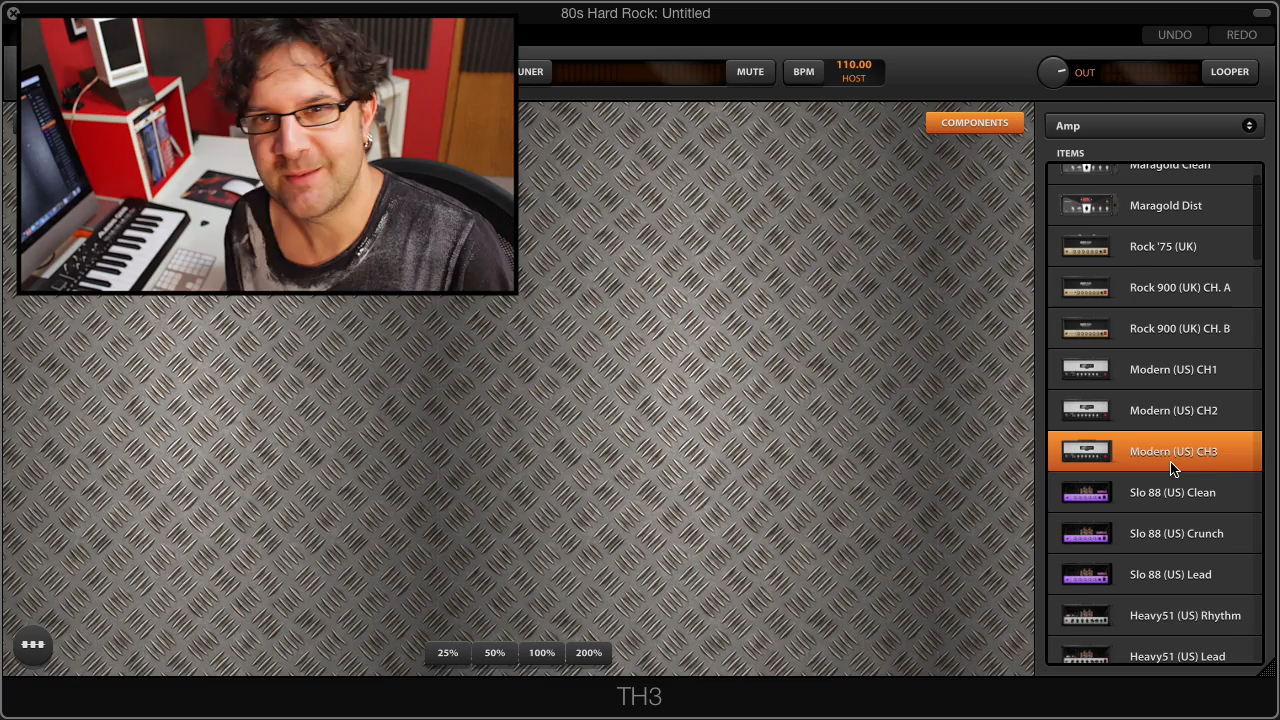 80s Hard Rock: Untitled
UNDO
REDO
UNER
MUTE
BPM
110.00
HOST
OUT
LOOPER
COMPONENTS
Amp
ITEMS
Maragold Clean
Maragold Dist
Rock '75 (UK)
Rock 900 (UK) CH. A
Rock 900 (UK) CH. B
Modern (US) CH1
Modern (US) CH2
Modern (US) CH3
Slo 88 (US) Clean
Slo 88 (US) Crunch
Slo 88 (US) Lead
Heavy51 (US) Rhythm
Heavy51 (US) Lead
25%
50%
100%
200%
TH3